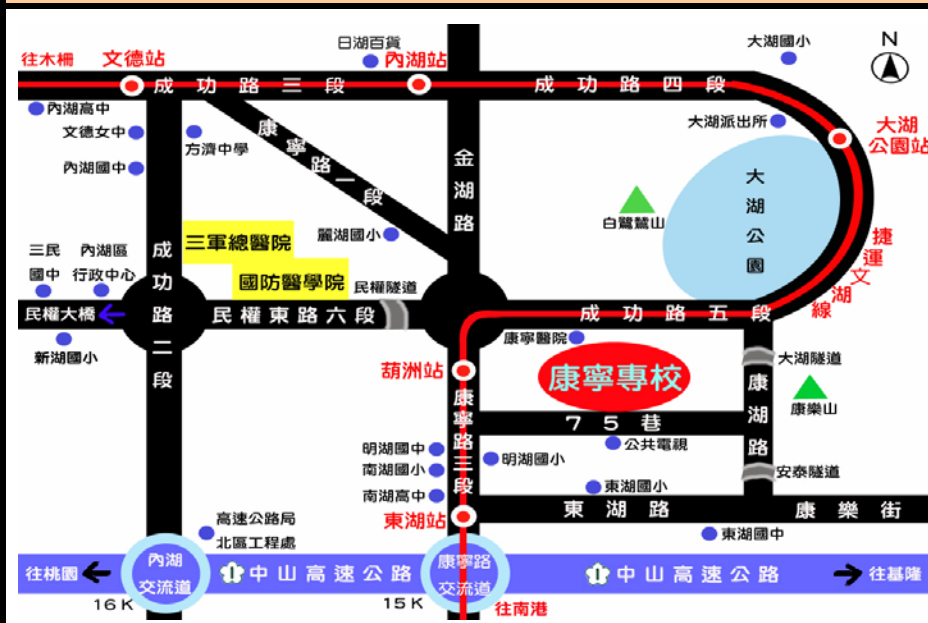 日湖百貨
大湖國小
N
往木柵
文德站
內湖站
成功路三段
成功路四段
內湖高中
文德女中
方濟中學
康寧路一段
金湖路
大湖派出所
大湖
公園站
內湖國中
大湖公園
白鷺鷥山
三軍總醫院
麗湖國小
捷運文湖線
三民
國中
內湖區
行政中心
成功路二段
國防醫學院
民權隧道
民權大橋
民權東路六段
成功路五段
新湖國小
康寧醫院
葫洲站
康寧專校
大湖隧道
康湖路
康樂山
康寧路三段
75巷
明湖國中
明湖國小
公共電視
南湖國小
安泰隧道
南湖高中
東湖國小
東湖站
東湖路
康樂街
高速公路局
北區工程處
東湖國中
往桃園
內湖
交流道
1
中山高速公路
康寧路
交流道
1
中山高速公路
往基隆
16K
15K
往南港